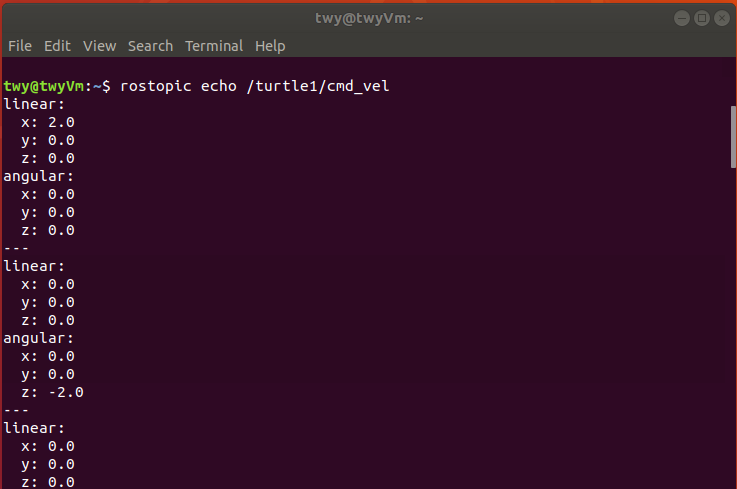 twy@twyVm: ~
File Edit View Search Terminal Help
twy@twyVm:~$ rostopic echo /turtle1/cmd_vel
linear:
  x: 2.0
  y: 0.0
  z: 0.0
angular:
  x: 0.0
  y: 0.0
  z: 0.0
---
linear:
  x: 0.0
  y: 0.0
  z: 0.0
angular:
  x: 0.0
  y: 0.0
  z: -2.0
---
linear:
  x: 0.0
  y: 0.0
  z: 0.0